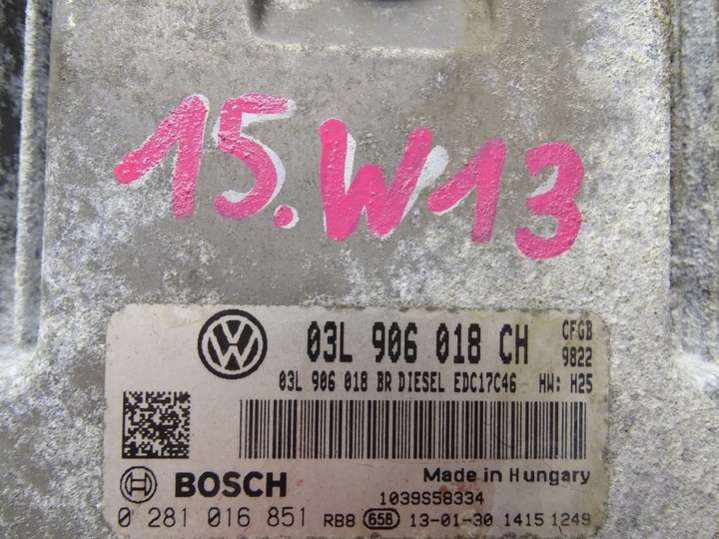 15.W13
03L 906 018 CH
CFGB
9822
03L 906 018 BR DIESEL EDC17C46 HW: H25
Made in Hungary
BOSCH
1039S58334
0 281 016 851 RB8 658 13-01-30 1415 1249